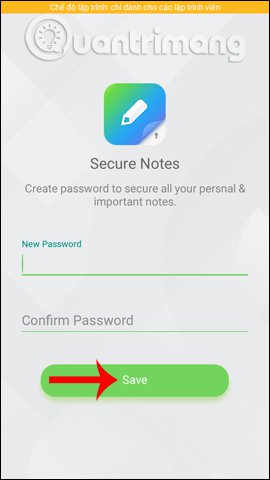 Chế độ lập trình: chỉ dành cho các lập trình viên
Quantrimang
Secure Notes
Create password to secure all your persnal &
important notes.
New Password
Confirm Password
Save